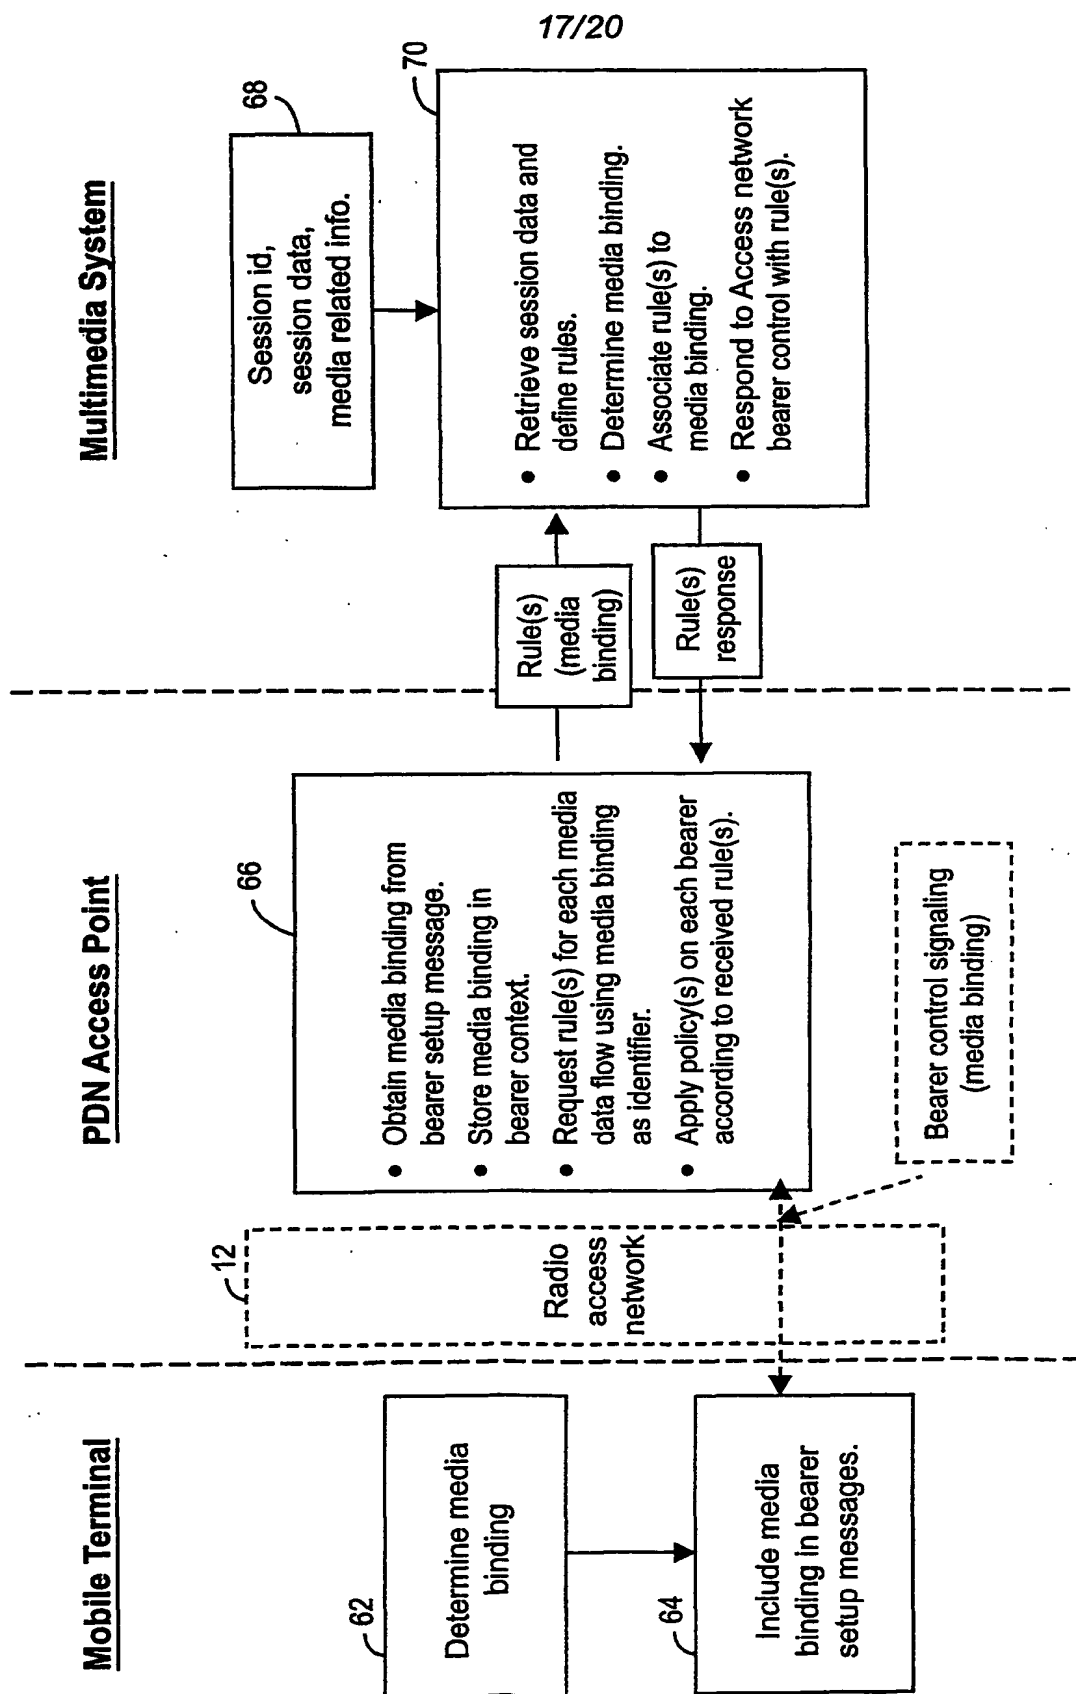 17/20
Mobile Terminal
62
Determine media
binding
64
Include media
binding in bearer
setup messages.
12
Radio
access
network
PDN Access Point
66
• Obtain media binding from
bearer setup message.
• Store media binding in
bearer context.
• Request rule(s) for each media
data flow using media binding
as identifier.
• Apply policy(s) on each bearer
according to received rule(s).
Bearer control signaling
(media binding)
Rule(s)
(media
binding)
Rule(s)
response
Multimedia System
68
Session id,
session data,
media related info.
70
• Retrieve session data and
define rules.
• Determine media binding.
• Associate rule(s) to
media binding.
• Respond to Access network
bearer control with rule(s).